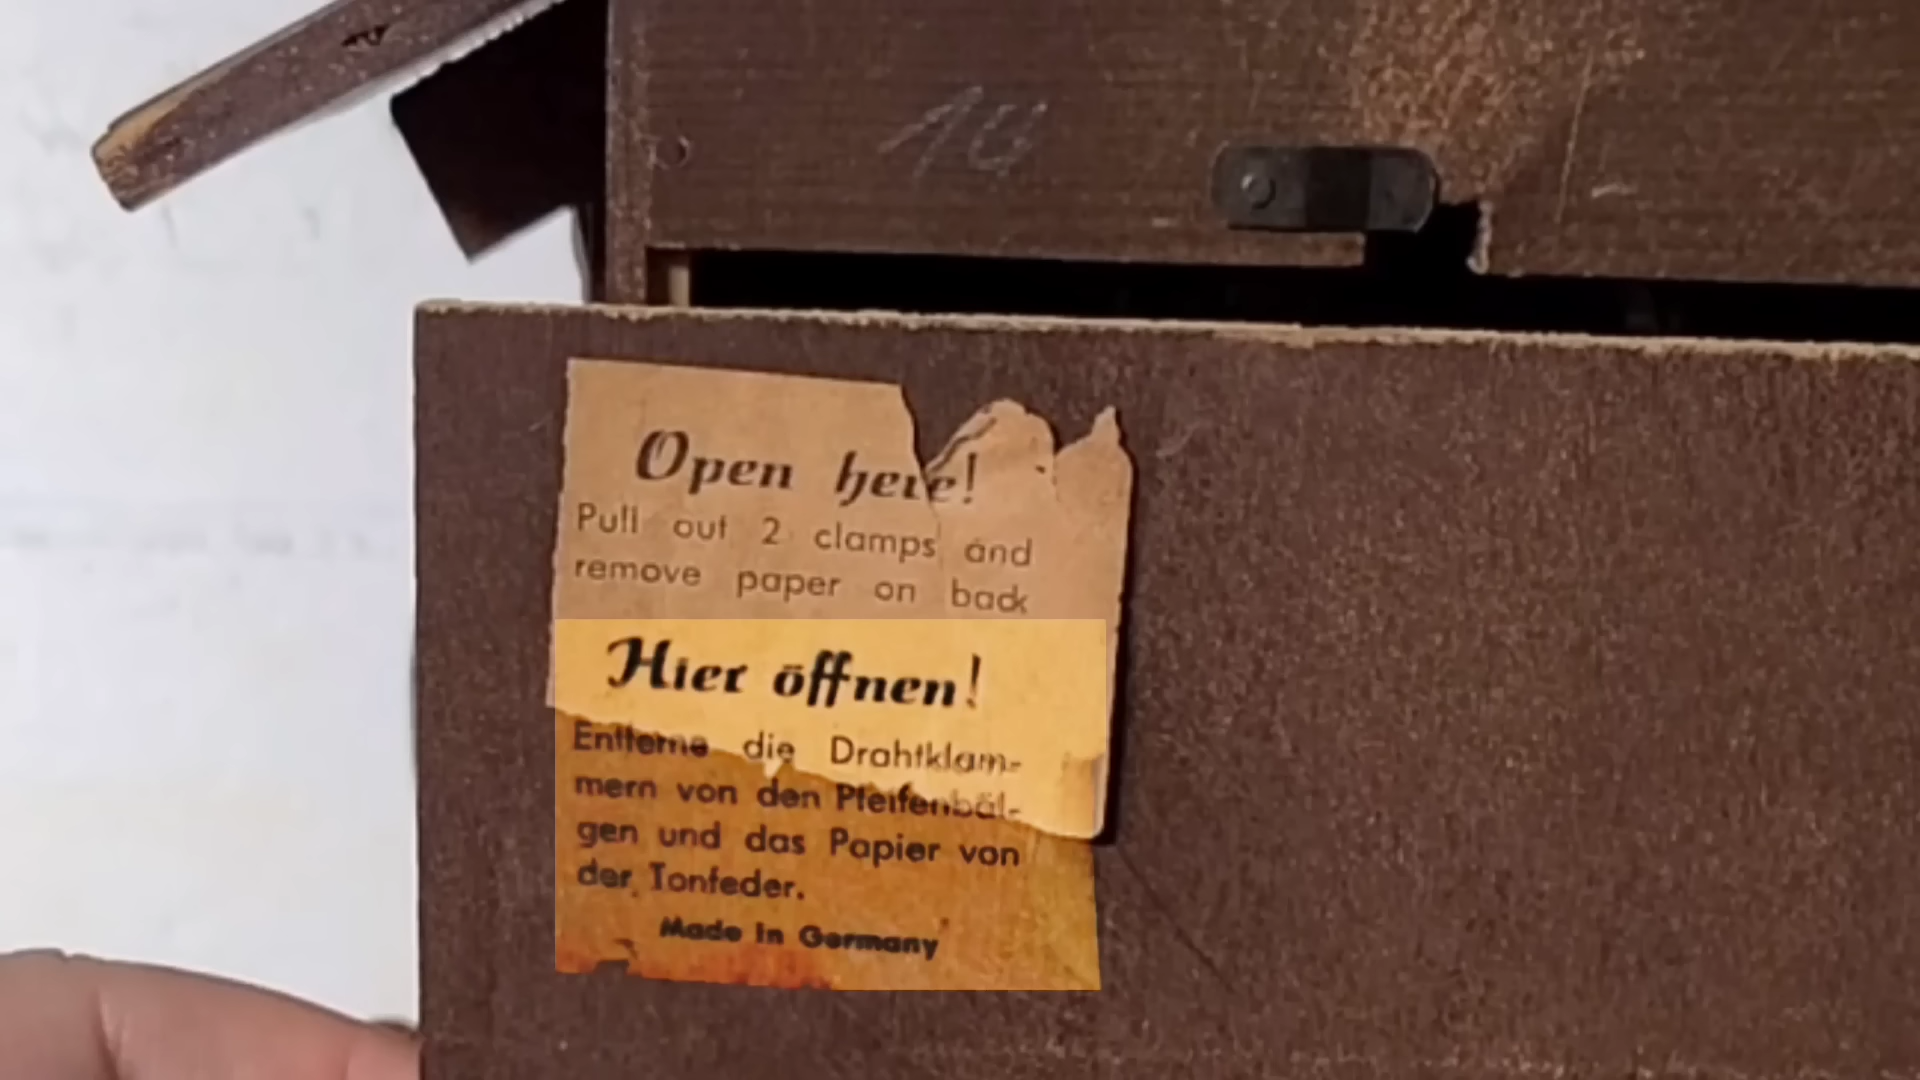 14
Open here!
Pull out 2 clamps and
remove paper on back
Hier öffnen!
Entferne die Drahtklam-
mern von den Pfeifenbäl-
gen und das Papier von
der Tonfeder.
Made in Germany